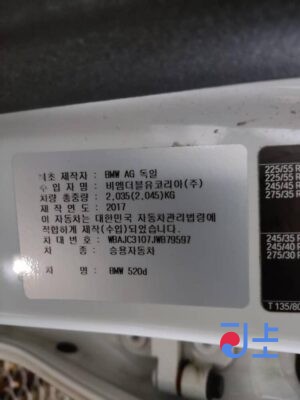 최초 제작자 : BMW AG 독일
수 입 자 명 : 비엠더블유코리아(주)
차량 총중량 : 2,035(2,045)KG
제 작 년 도 : 2017
이 자동차는 대한민국 자동차관리법령에
적합하게 제작(수입)되었습니다.
차 대 번 호 : WBAJC3107JWB79597
차 종 : 승용자동차
차 명 : BMW 520d
225/55 R
225/55 R
245/45 R
275/35 R
245/35 R
245/40 R
275/30 R
T 135/80